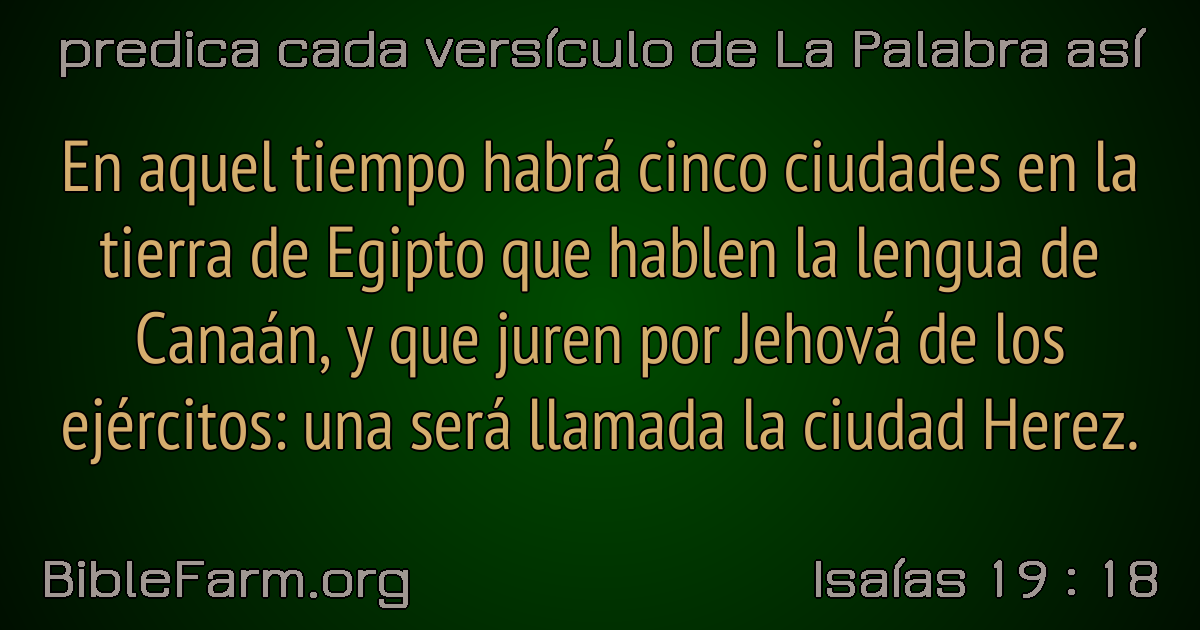 predica cada versículo de La Palabra así
En aquel tiempo habrá cinco ciudades en la
tierra de Egipto que hablen la lengua de
Canaán, y que juren por Jehová de los
ejércitos: una será llamada la ciudad Herez.
BibleFarm.org
Isaías 19 : 18